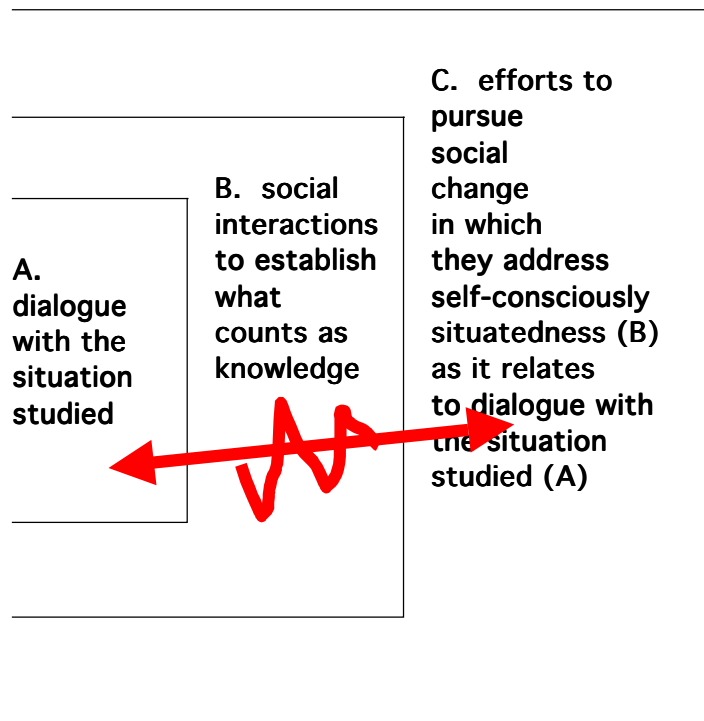 A.
dialogue
with the
situation
studied
B.  social
interactions
to establish
what
counts as
knowledge
C.  efforts to
pursue
social
change
in which
they address
self-consciously
situatedness (B)
as it relates
to dialogue with
the situation
studied (A)